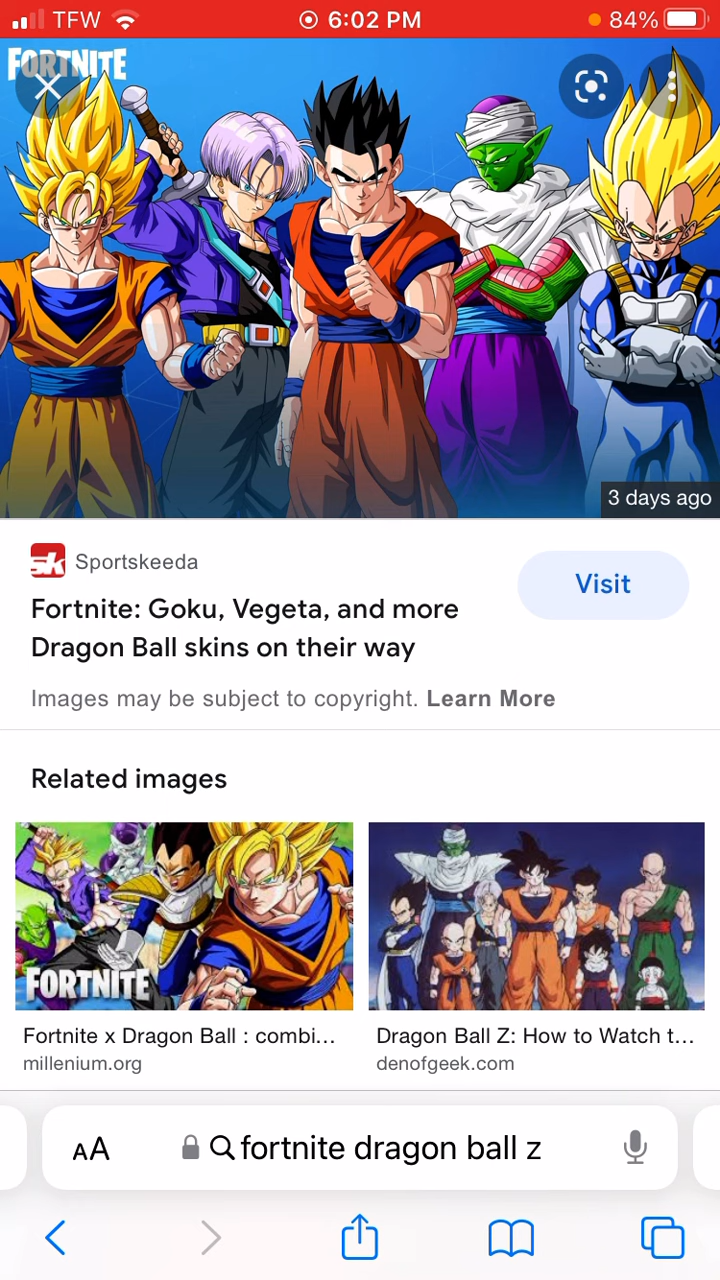 TFW 6:02 PM 84%
FORTNITE
3 days ago
sk Sportskeeda
Visit
Fortnite: Goku, Vegeta, and more
Dragon Ball skins on their way
Images may be subject to copyright. Learn More
Related images
FORTNITE
Fortnite x Dragon Ball : combi...
millenium.org
Dragon Ball Z: How to Watch t...
denofgeek.com
AA fortnite dragon ball z